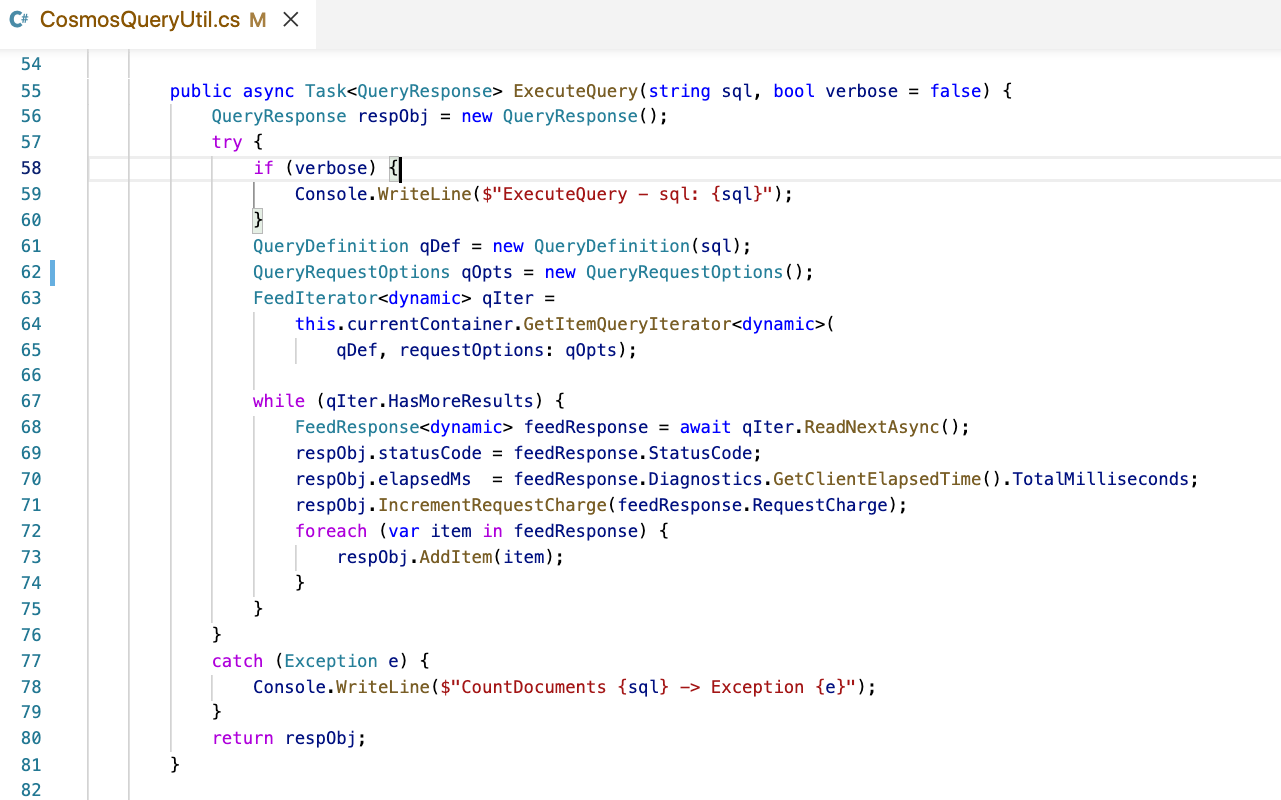 C# CosmosQueryUtil.cs M ×
54
55 public async Task<QueryResponse> ExecuteQuery(string sql, bool verbose = false) {
56 QueryResponse respObj = new QueryResponse();
57 try {
58 if (verbose) {
59 Console.WriteLine($"ExecuteQuery - sql: {sql}");
60 }
61 QueryDefinition qDef = new QueryDefinition(sql);
62 QueryRequestOptions qOpts = new QueryRequestOptions();
63 FeedIterator<dynamic> qIter =
64 this.currentContainer.GetItemQueryIterator<dynamic>(
65 qDef, requestOptions: qOpts);
66
67 while (qIter.HasMoreResults) {
68 FeedResponse<dynamic> feedResponse = await qIter.ReadNextAsync();
69 respObj.statusCode = feedResponse.StatusCode;
70 respObj.elapsedMs  = feedResponse.Diagnostics.GetClientElapsedTime().TotalMilliseconds;
71 respObj.IncrementRequestCharge(feedResponse.RequestCharge);
72 foreach (var item in feedResponse) {
73 respObj.AddItem(item);
74 }
75 }
76 }
77 catch (Exception e) {
78 Console.WriteLine($"CountDocuments {sql} -> Exception {e}");
79 }
80 return respObj;
81 }
82